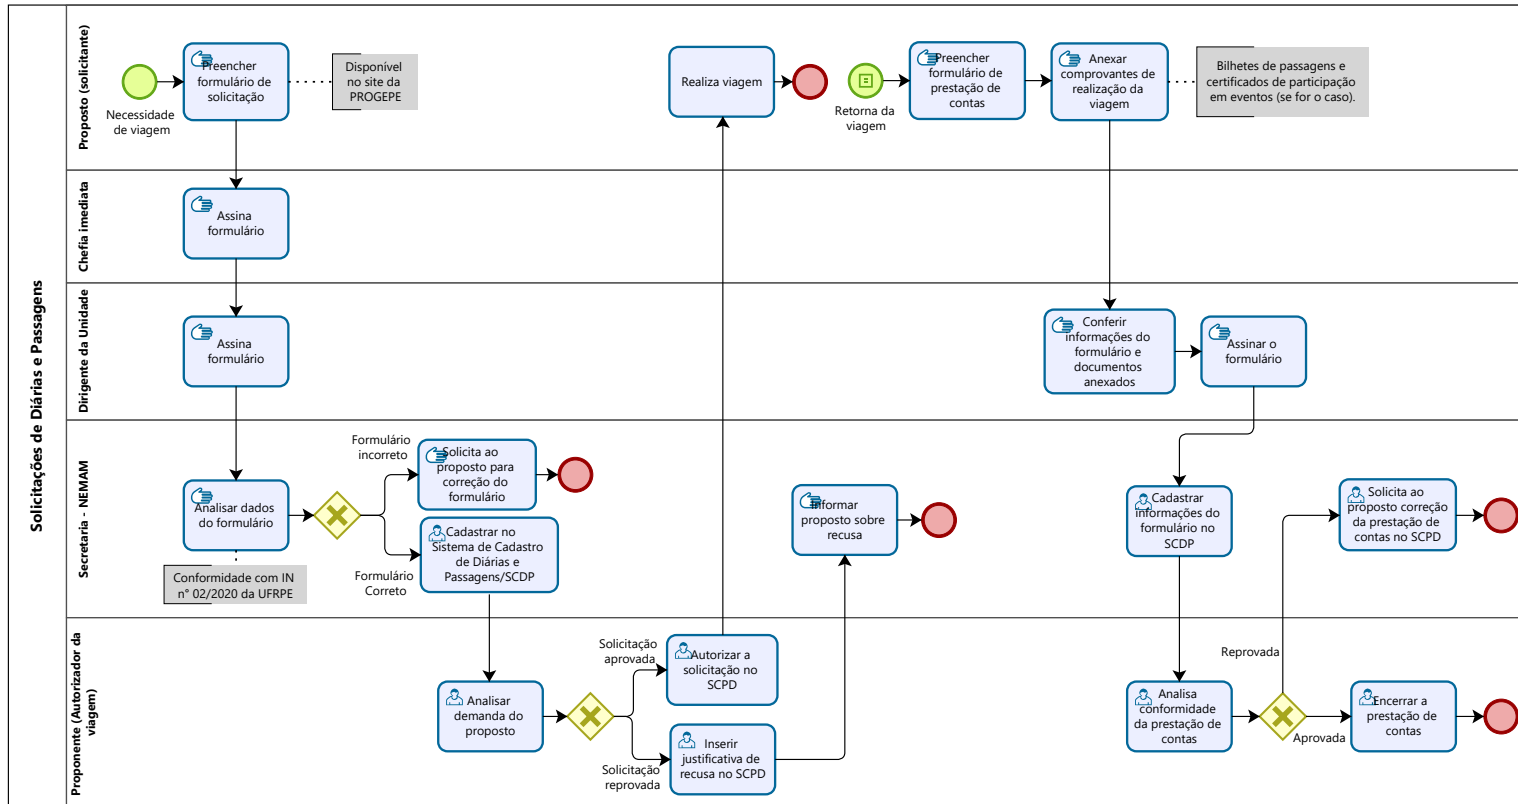 Solicitações de Diárias e Passagens
Proposto (solicitante)
Necessidade
de viagem
Preencher
formulário de
solicitação
Disponível
no site da
PROGEPE
Realiza viagem
Retorna da
viagem
Preencher
formulário de
prestação de
contas
Anexar
comprovantes de
realização da
viagem
Bilhetes de passagens e
certificados de participação
em eventos (se for o caso).
Chefia imediata
Assina
formulário
Dirigente da Unidade
Assina
formulário
Conferir
informações do
formulário e
documentos
anexados
Assinar o
formulário
Secretaria - NEMAM
Analisar dados
do formulário
Conformidade com IN
n° 02/2020 da UFRPE
Formulário
incorreto
Solicita ao
proposto para
correção do
formulário
Formulário
Correto
Cadastrar no
Sistema de Cadastro
de Diárias e
Passagens/SCDP
Informar
proposto sobre
recusa
Cadastrar
informações do
formulário no
SCDP
Solicita ao
proposto correção
da prestação de
contas no SCPD
Proponente (Autorizador da
viagem)
Analisar
demanda do
proposto
Solicitação
aprovada
Autorizar a
solicitação no
SCPD
Solicitação
reprovada
Inserir
justificativa de
recusa no SCPD
Analisa
conformidade
da prestação de
contas
Reprovada
Aprovada
Encerrar a
prestação de
contas